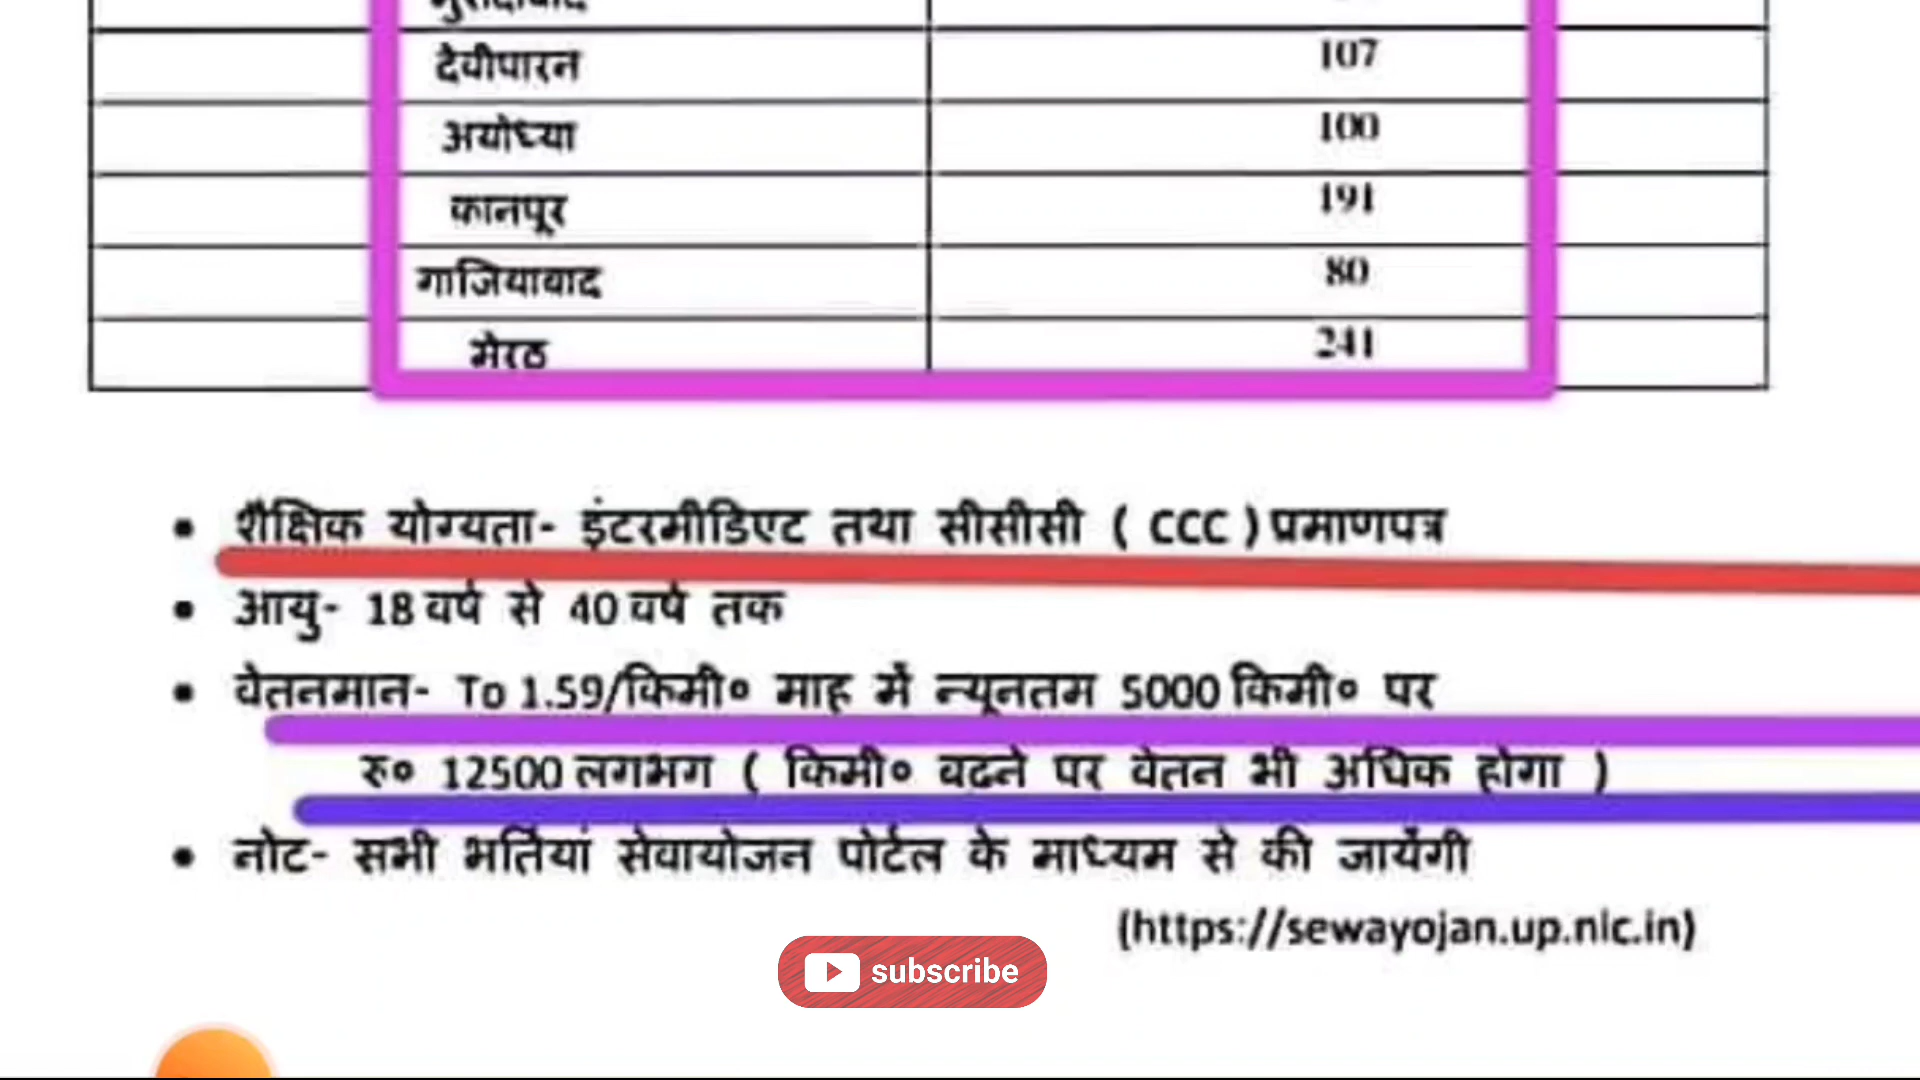 देवीपारन 107
अयोध्या 100
कानपूर 191
गाजियाबाद 80
मेरठ 241
शैक्षिक योग्यता- इंटरमीडिएट तथा सीसीसी ( CCC ) प्रमाणपत्र
आयु- 18 वर्ष से 40 वर्ष तक
वेतनमान- To 1.59/किमी० माह में न्यूनतम 5000 किमी० पर
रु० 12500 लगभग ( किमी० बढने पर वेतन भी अधिक होगा )
नोट- सभी भर्तियां सेवायोजन पोर्टल के माध्यम से की जायेंगी
(https://sewayojan.up.nic.in)
subscribe